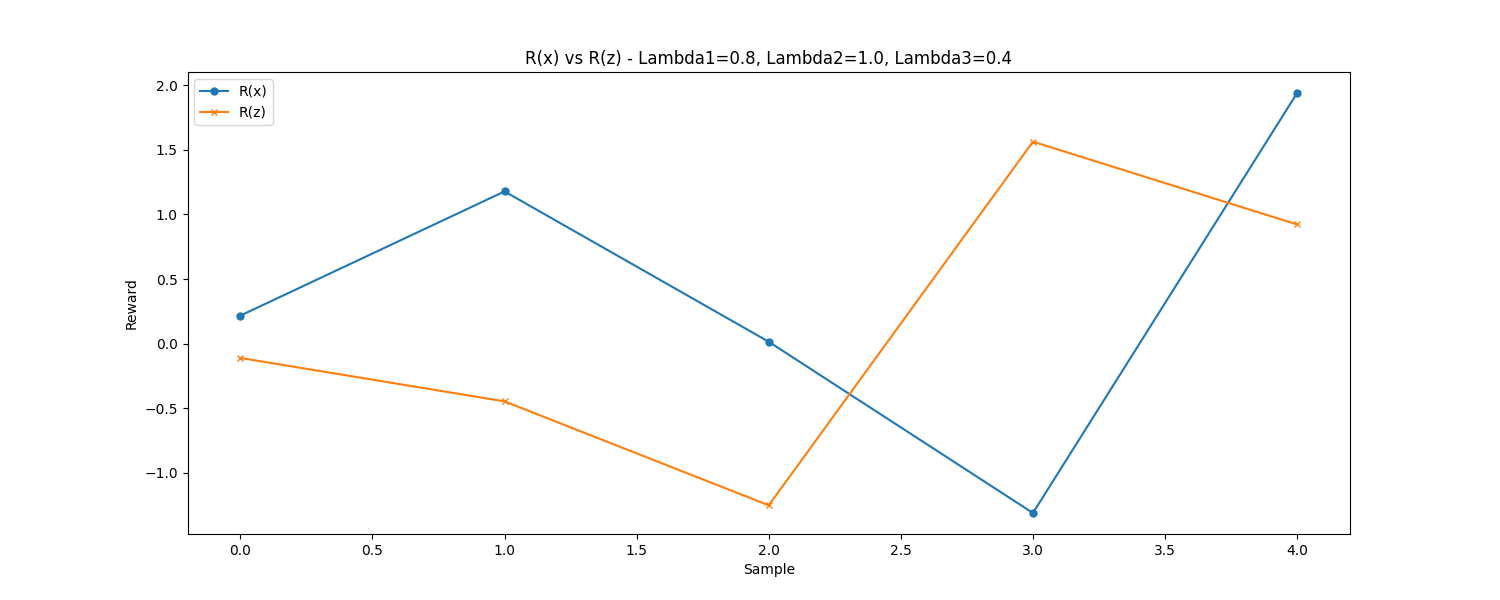 R(x) vs R(z) - Lambda1=0.8, Lambda2=1.0, Lambda3=0.4
R(x)
R(z)
Reward
2.0
1.5
1.0
0.5
0.0
−0.5
−1.0
0.0 0.5 1.0 1.5 2.0 2.5 3.0 3.5 4.0
Sample